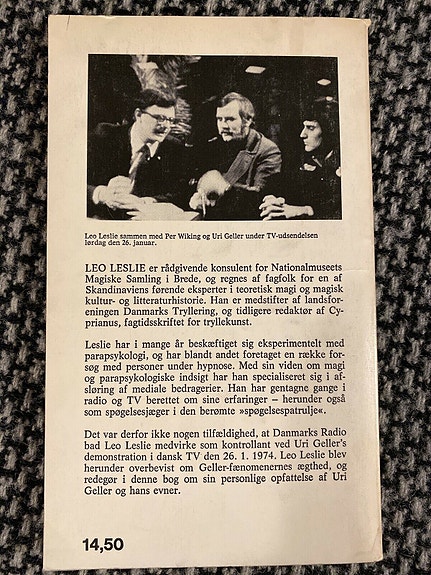 Leo Leslie sammen med Per Wiking og Uri Geller under TV-udsendelsen
lørdag den 26. januar.
LEO LESLIE er rådgivende konsulent for Nationalmuseets
Magiske Samling i Brede, og regnes af fagfolk for en af
Skandinaviens førende eksperter i teoretisk magi og magisk
kultur- og litteraturhistorie. Han er medstifter af landsfor-
eningen Danmarks Tryllering, og tidligere redaktør af Cy-
prianus, fagtidsskriftet for tryllekunst.
Leslie har i mange år beskæftiget sig eksperimentelt med
parapsykologi, og har blandt andet foretaget en række for-
søg med personer under hypnose. Med sin viden om magi
og parapsykologiske indsigt har han specialiseret sig i af-
sløring af mediale bedragerier. Han har gentagne gange i
radio og TV berettet om sine erfaringer – herunder også
som spøgelsesjæger i den berømte »spøgelsespatrulje«.
Det var derfor ikke nogen tilfældighed, at Danmarks Radio
bad Leo Leslie medvirke som kontrollant ved Uri Geller's
demonstration i dansk TV den 26. 1. 1974. Leo Leslie blev
herunder overbevist om Geller-fænomenernes ægthed, og
redegør i denne bog om sin personlige opfattelse af Uri
Geller og hans evner.
14,50